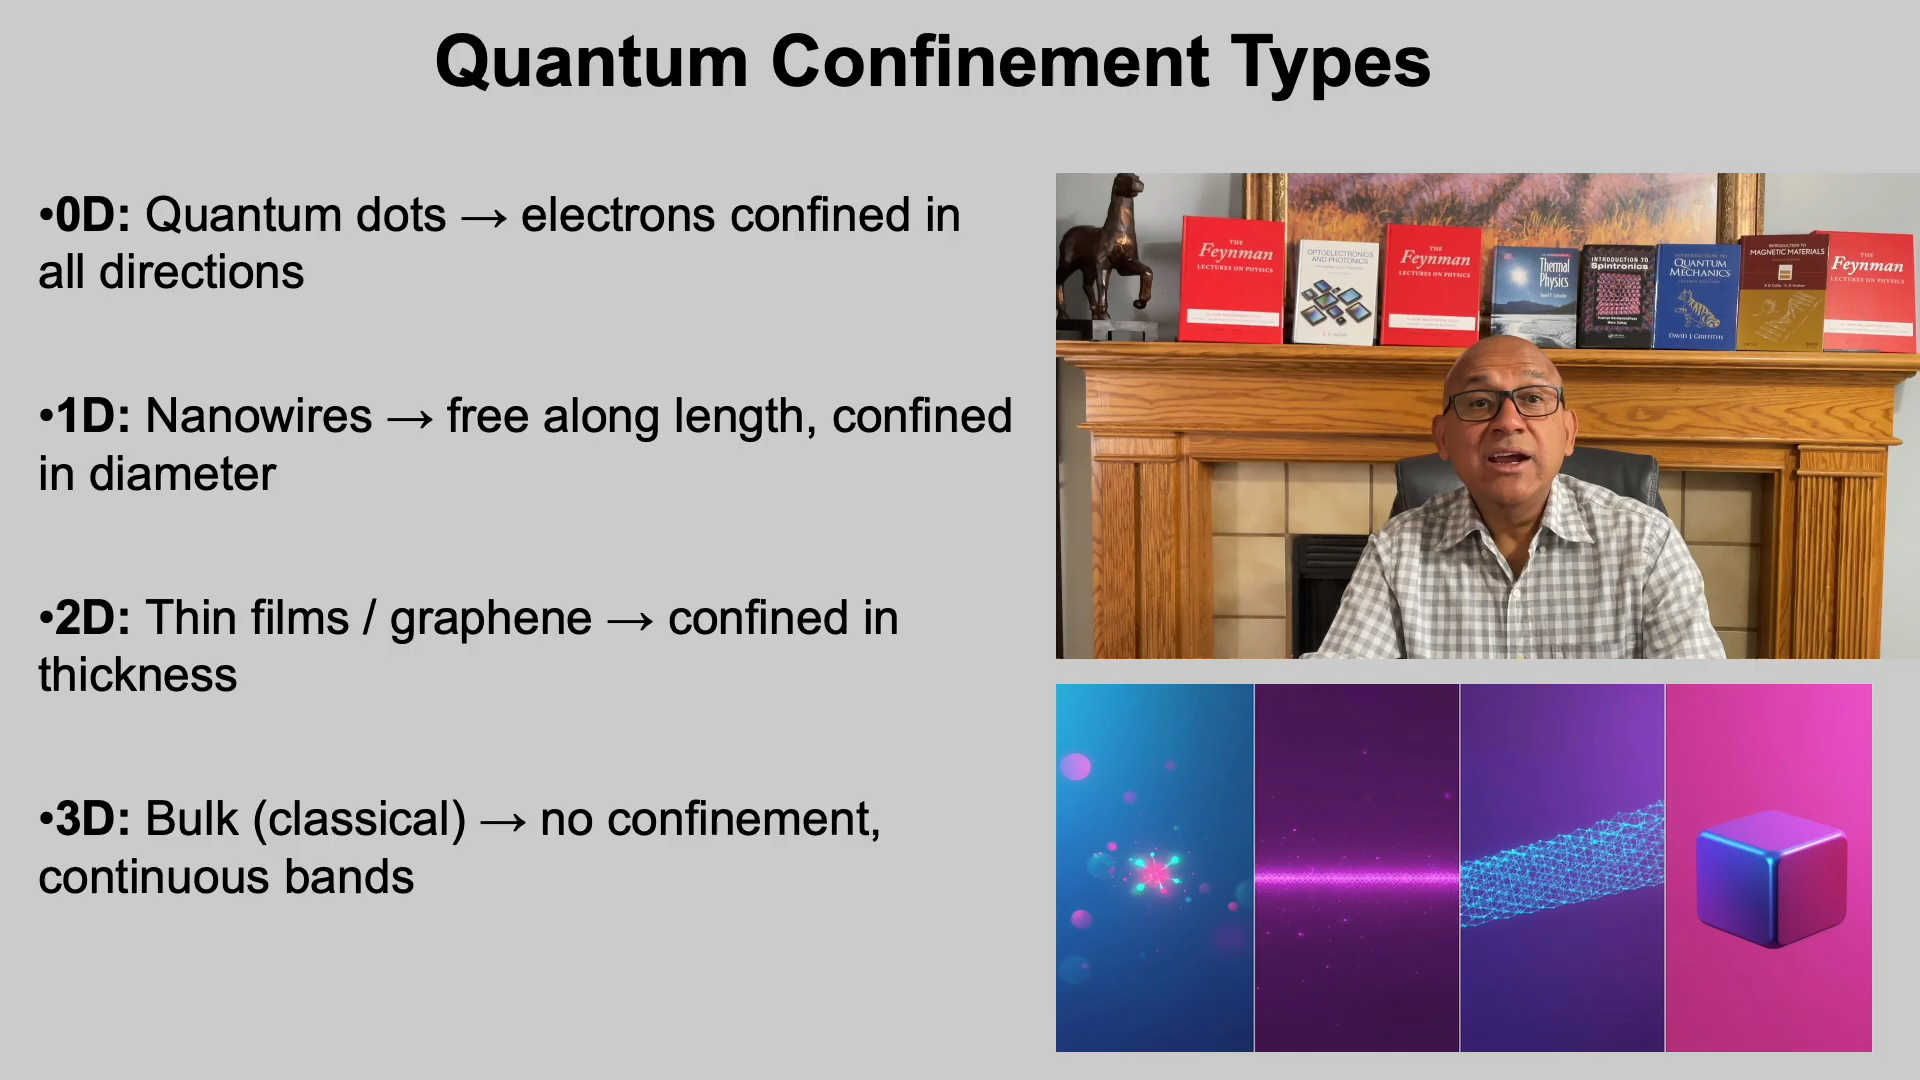 Quantum Confinement Types
•0D: Quantum dots → electrons confined in
all directions
•1D: Nanowires → free along length, confined
in diameter
•2D: Thin films / graphene → confined in
thickness
•3D: Bulk (classical) → no confinement,
continuous bands
THE
Feynman
LECTURES ON PHYSICS
OPTOELECTRONICS
AND PHOTONICS
THE
Feynman
LECTURES ON PHYSICS
Thermal
Physics
INTRODUCTION TO
Spintronics
INTRODUCTION TO
QUANTUM
MECHANICS
DAVID J. GRIFFITHS
INTRODUCTION TO
MAGNETIC MATERIALS
THE
Feynman
LECTURES ON PHYSICS